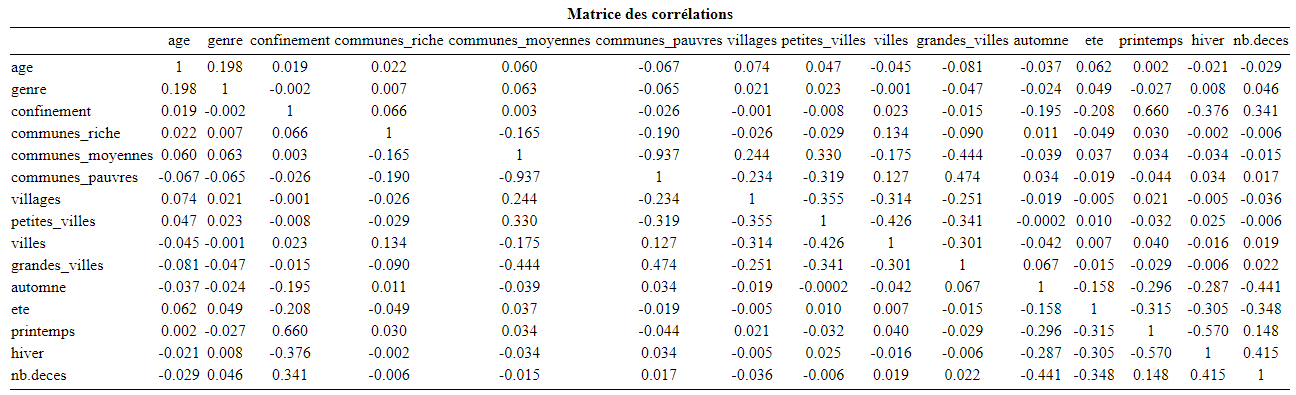 Matrice des corrélations
age genre confinement communes_riche communes_moyennes communes_pauvres villages petites_villes villes grandes_villes automne ete printemps hiver nb.deces
age 1 0.198 0.019 0.022 0.060 -0.067 0.074 0.047 -0.045 -0.081 -0.037 0.062 0.002 -0.021 -0.029
genre 0.198 1 -0.002 0.007 0.063 -0.065 0.021 0.023 -0.001 -0.047 -0.024 0.049 -0.027 0.008 0.046
confinement 0.019 -0.002 1 0.066 0.003 -0.026 -0.001 -0.008 0.023 -0.015 -0.195 -0.208 0.660 -0.376 0.341
communes_riche 0.022 0.007 0.066 1 -0.165 -0.190 -0.026 -0.029 0.134 -0.090 0.011 -0.049 0.030 -0.002 -0.006
communes_moyennes 0.060 0.063 0.003 -0.165 1 -0.937 0.244 0.330 -0.175 -0.444 -0.039 0.037 0.034 -0.034 -0.015
communes_pauvres -0.067 -0.065 -0.026 -0.190 -0.937 1 -0.234 -0.319 0.127 0.474 0.034 -0.019 -0.044 0.034 0.017
villages 0.074 0.021 -0.001 -0.026 0.244 -0.234 1 -0.355 -0.314 -0.251 -0.019 -0.005 0.021 -0.005 -0.036
petites_villes 0.047 0.023 -0.008 -0.029 0.330 -0.319 -0.355 1 -0.426 -0.341 -0.0002 0.010 -0.032 0.025 -0.006
villes -0.045 -0.001 0.023 0.134 -0.175 0.127 -0.314 -0.426 1 -0.301 -0.042 0.007 0.040 -0.016 0.019
grandes_villes -0.081 -0.047 -0.015 -0.090 -0.444 0.474 -0.251 -0.341 -0.301 1 0.067 -0.015 -0.029 -0.006 0.022
automne -0.037 -0.024 -0.195 0.011 -0.039 0.034 -0.019 -0.0002 -0.042 0.067 1 -0.158 -0.296 -0.287 -0.441
ete 0.062 0.049 -0.208 -0.049 0.037 -0.019 -0.005 0.010 0.007 -0.015 -0.158 1 -0.315 -0.305 -0.348
printemps 0.002 -0.027 0.660 0.030 0.034 -0.044 0.021 -0.032 0.040 -0.029 -0.296 -0.315 1 -0.570 0.148
hiver -0.021 0.008 -0.376 -0.002 -0.034 0.034 -0.005 0.025 -0.016 -0.006 -0.287 -0.305 -0.570 1 0.415
nb.deces -0.029 0.046 0.341 -0.006 -0.015 0.017 -0.036 -0.006 0.019 0.022 -0.441 -0.348 0.148 0.415 1